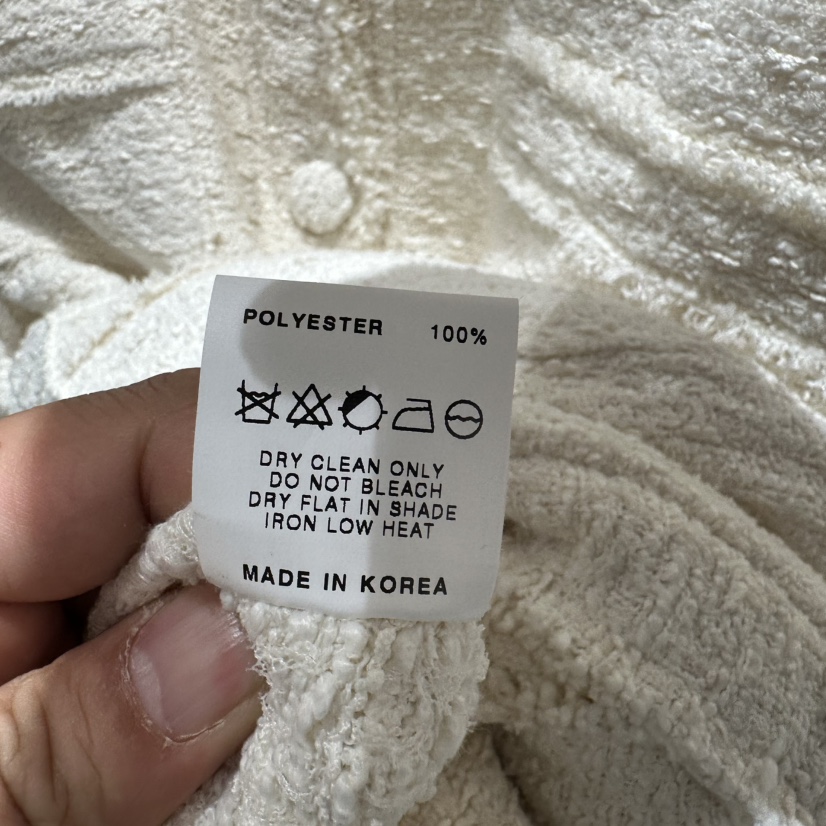 POLYESTER 100%
DRY CLEAN ONLY
DO NOT BLEACH
DRY FLAT IN SHADE
IRON LOW HEAT
MADE IN KOREA